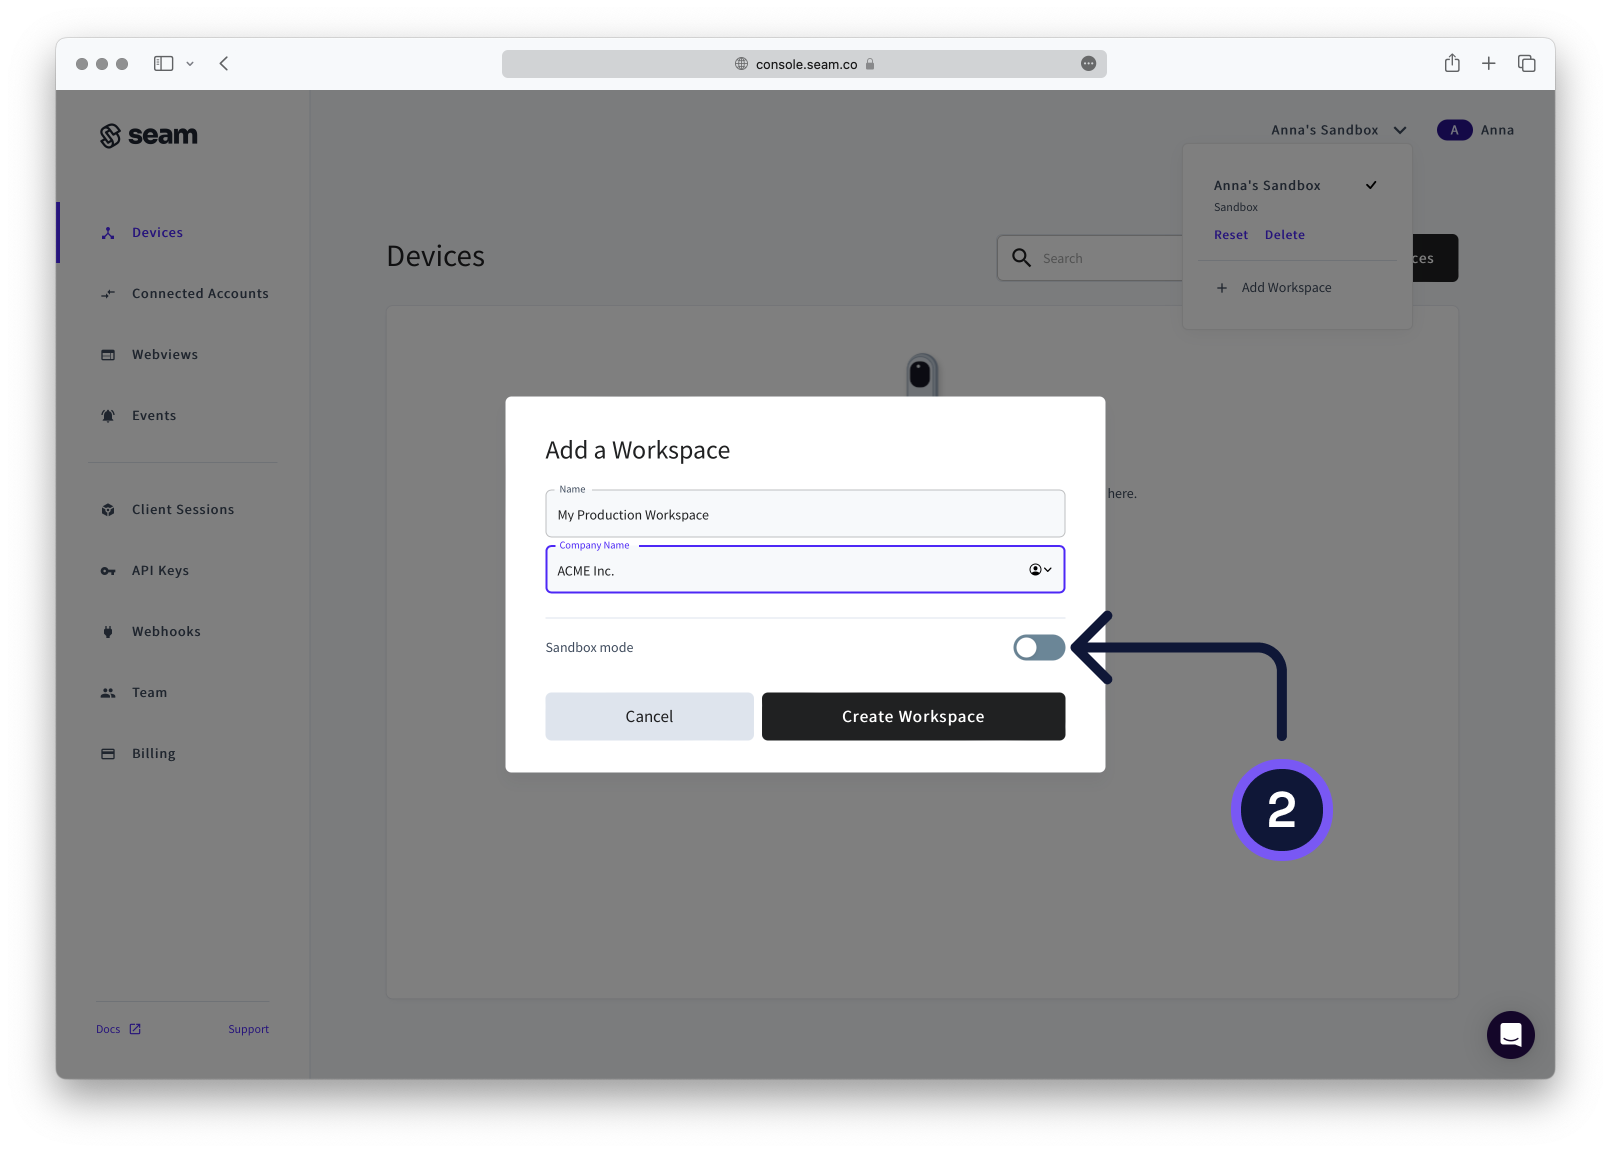 console.seam.co
seam
Anna's Sandbox
A
Anna
Anna's Sandbox
Sandbox
Reset Delete
Add Workspace
Devices
Connected Accounts
Webviews
Events
Client Sessions
API Keys
Webhooks
Team
Billing
Docs
Support
Devices
Search
ces
here.
Add a Workspace
Name
My Production Workspace
Company Name
ACME Inc.
Sandbox mode
Cancel
Create Workspace
2